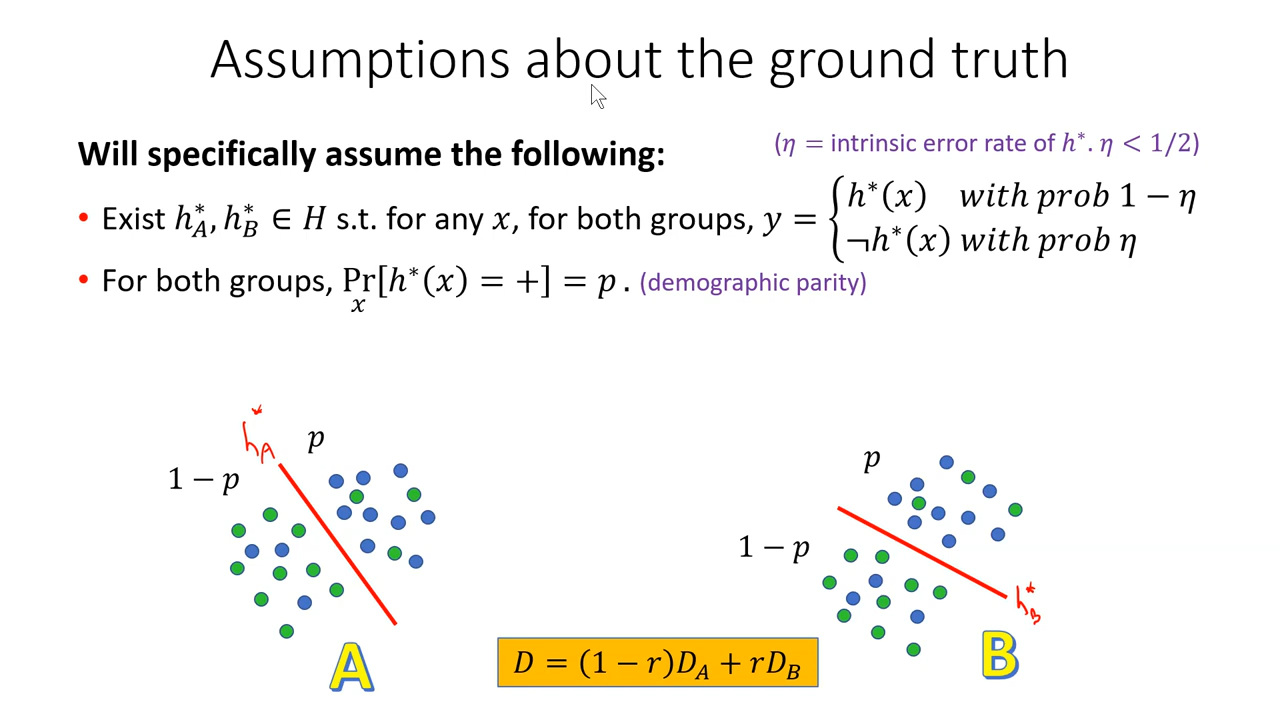 Assumptions about the ground truth
Will specifically assume the following:
(η = intrinsic error rate of h*. η < 1/2)
• Exist h*_A, h*_B ∈ H s.t. for any x, for both groups, y = { h*(x) with prob 1 − η
¬h*(x) with prob η
• For both groups, Pr_x[h*(x) = +] = p . (demographic parity)
h*_A
p
1 − p
p
1 − p
h*_B
A
D = (1 − r)D_A + rD_B
B